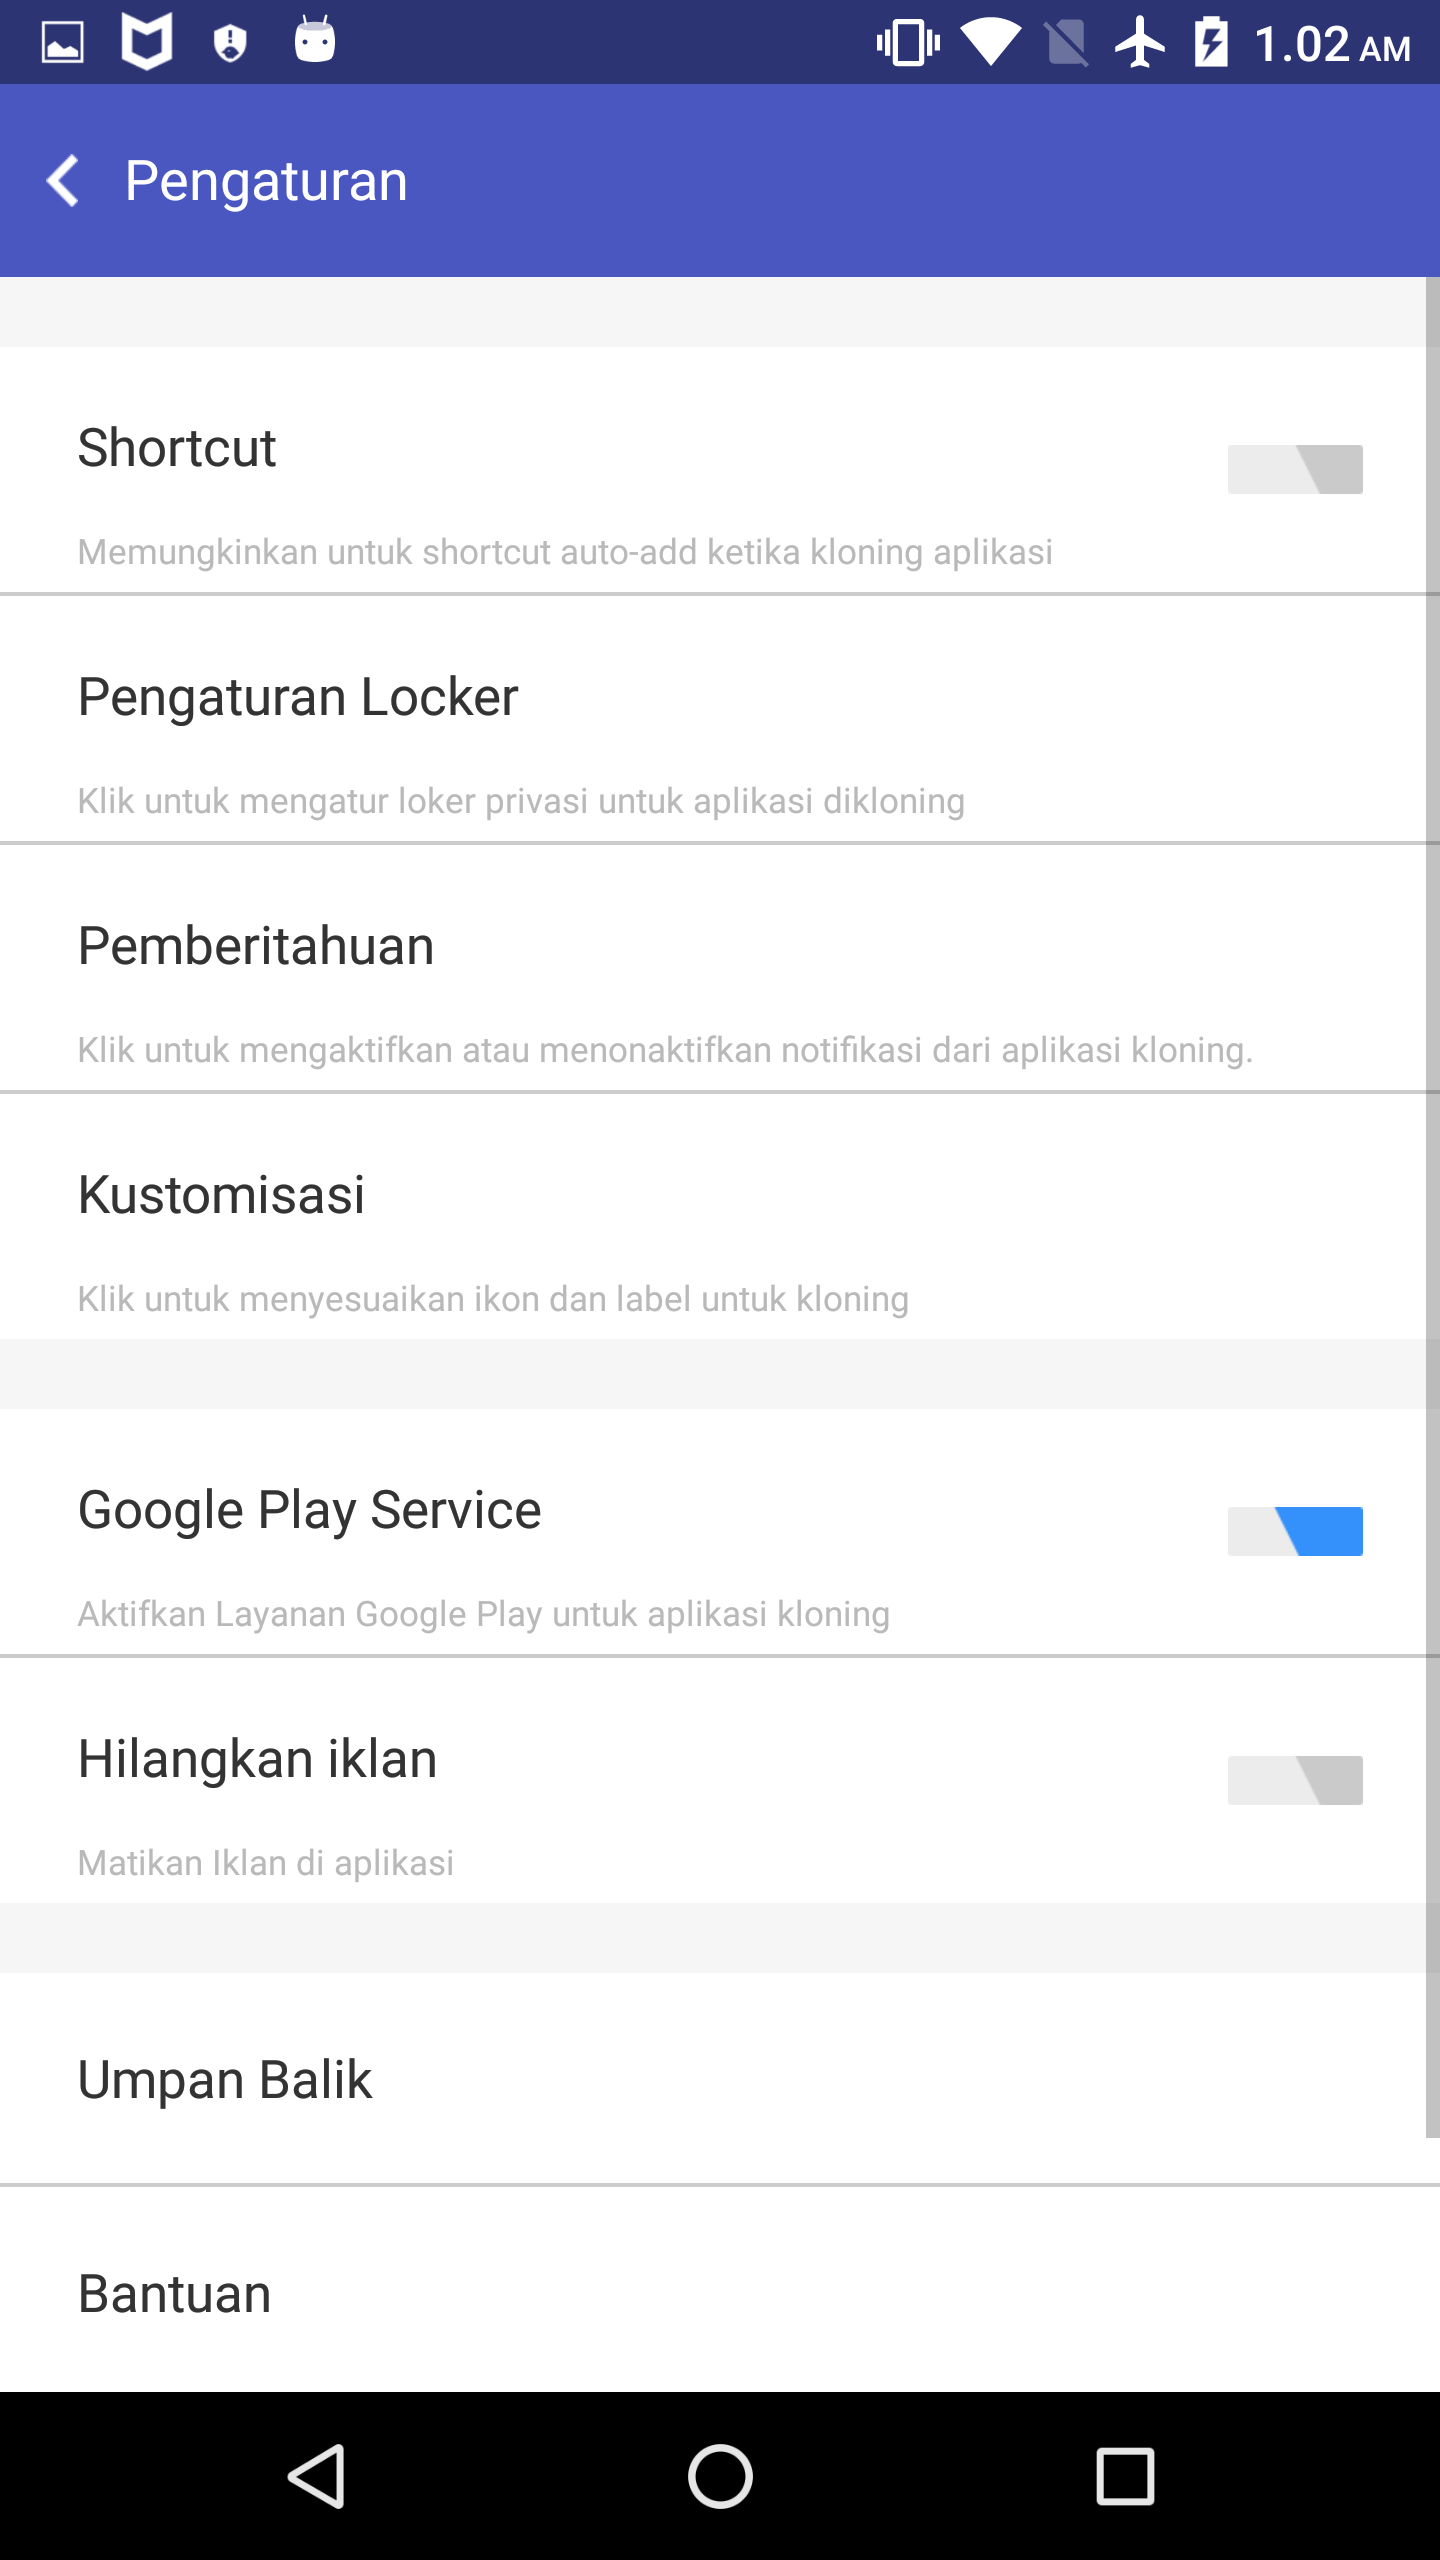 1.02 AM
Pengaturan
Shortcut
Memungkinkan untuk shortcut auto-add ketika kloning aplikasi
Pengaturan Locker
Klik untuk mengatur loker privasi untuk aplikasi dikloning
Pemberitahuan
Klik untuk mengaktifkan atau menonaktifkan notifikasi dari aplikasi kloning.
Kustomisasi
Klik untuk menyesuaikan ikon dan label untuk kloning
Google Play Service
Aktifkan Layanan Google Play untuk aplikasi kloning
Hilangkan iklan
Matikan Iklan di aplikasi
Umpan Balik
Bantuan